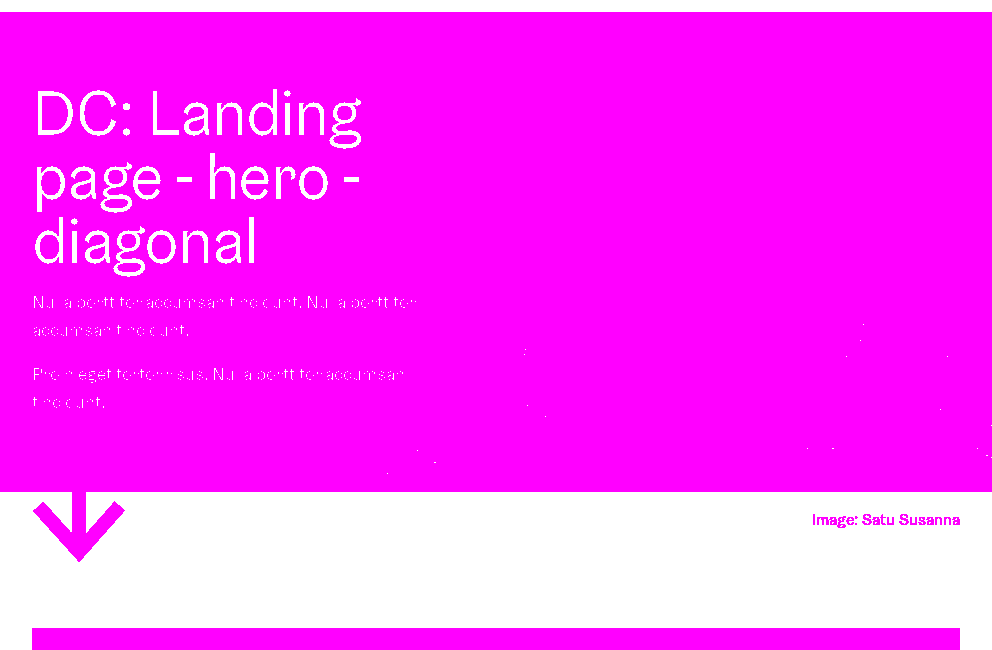 DC: Landing
page - hero -
diagonal
Nulla porttitor accumsan tincidunt. Nulla porttitor
accumsan tincidunt.
Proin eget tortor risus. Nulla porttitor accumsan
tincidunt.
Image: Satu Susanna